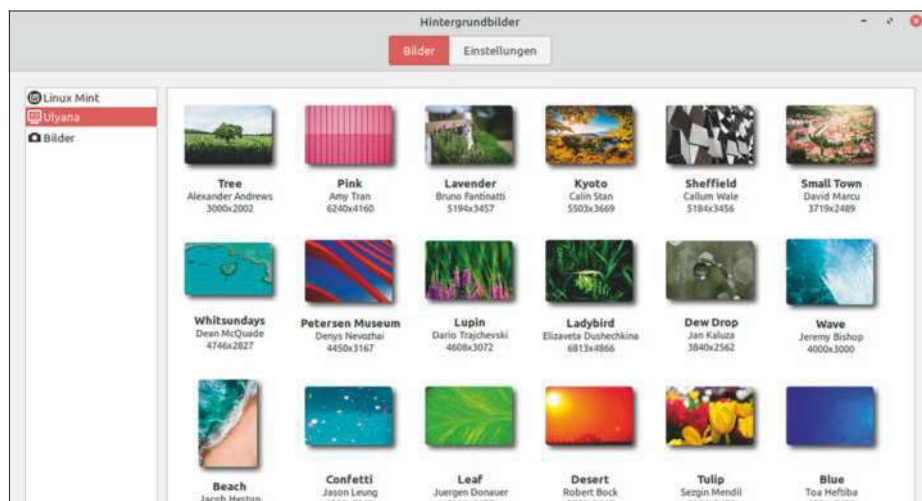 Hintergrundbilder
Bilder Einstellungen
Linux Mint
Ulyana
Bilder
Tree Pink Lavender Kyoto Sheffield Small Town
Alexander Andrews Amy Tran Bruno Fantinatti Calin Stan Callum Wale David Marcu
3000x2002 6240x4160 5194x3457 5503x3669 5184x3456 3719x2489
Whitsundays Petersen Museum Lupin Ladybird Dew Drop Wave
Dean McQuade Denys Nevozhai Dario Trajchevski Elizaveta Dushechkina Jan Kaluza Jeremy Bishop
4746x2827 4450x3167 4608x3072 6813x4866 3840x2562 4000x3000
Beach Confetti Leaf Desert Tulip Blue
Jacob Heston Jason Leung Juergen Donauer Robert Bock Sezgin Mendil Toa Heftiba